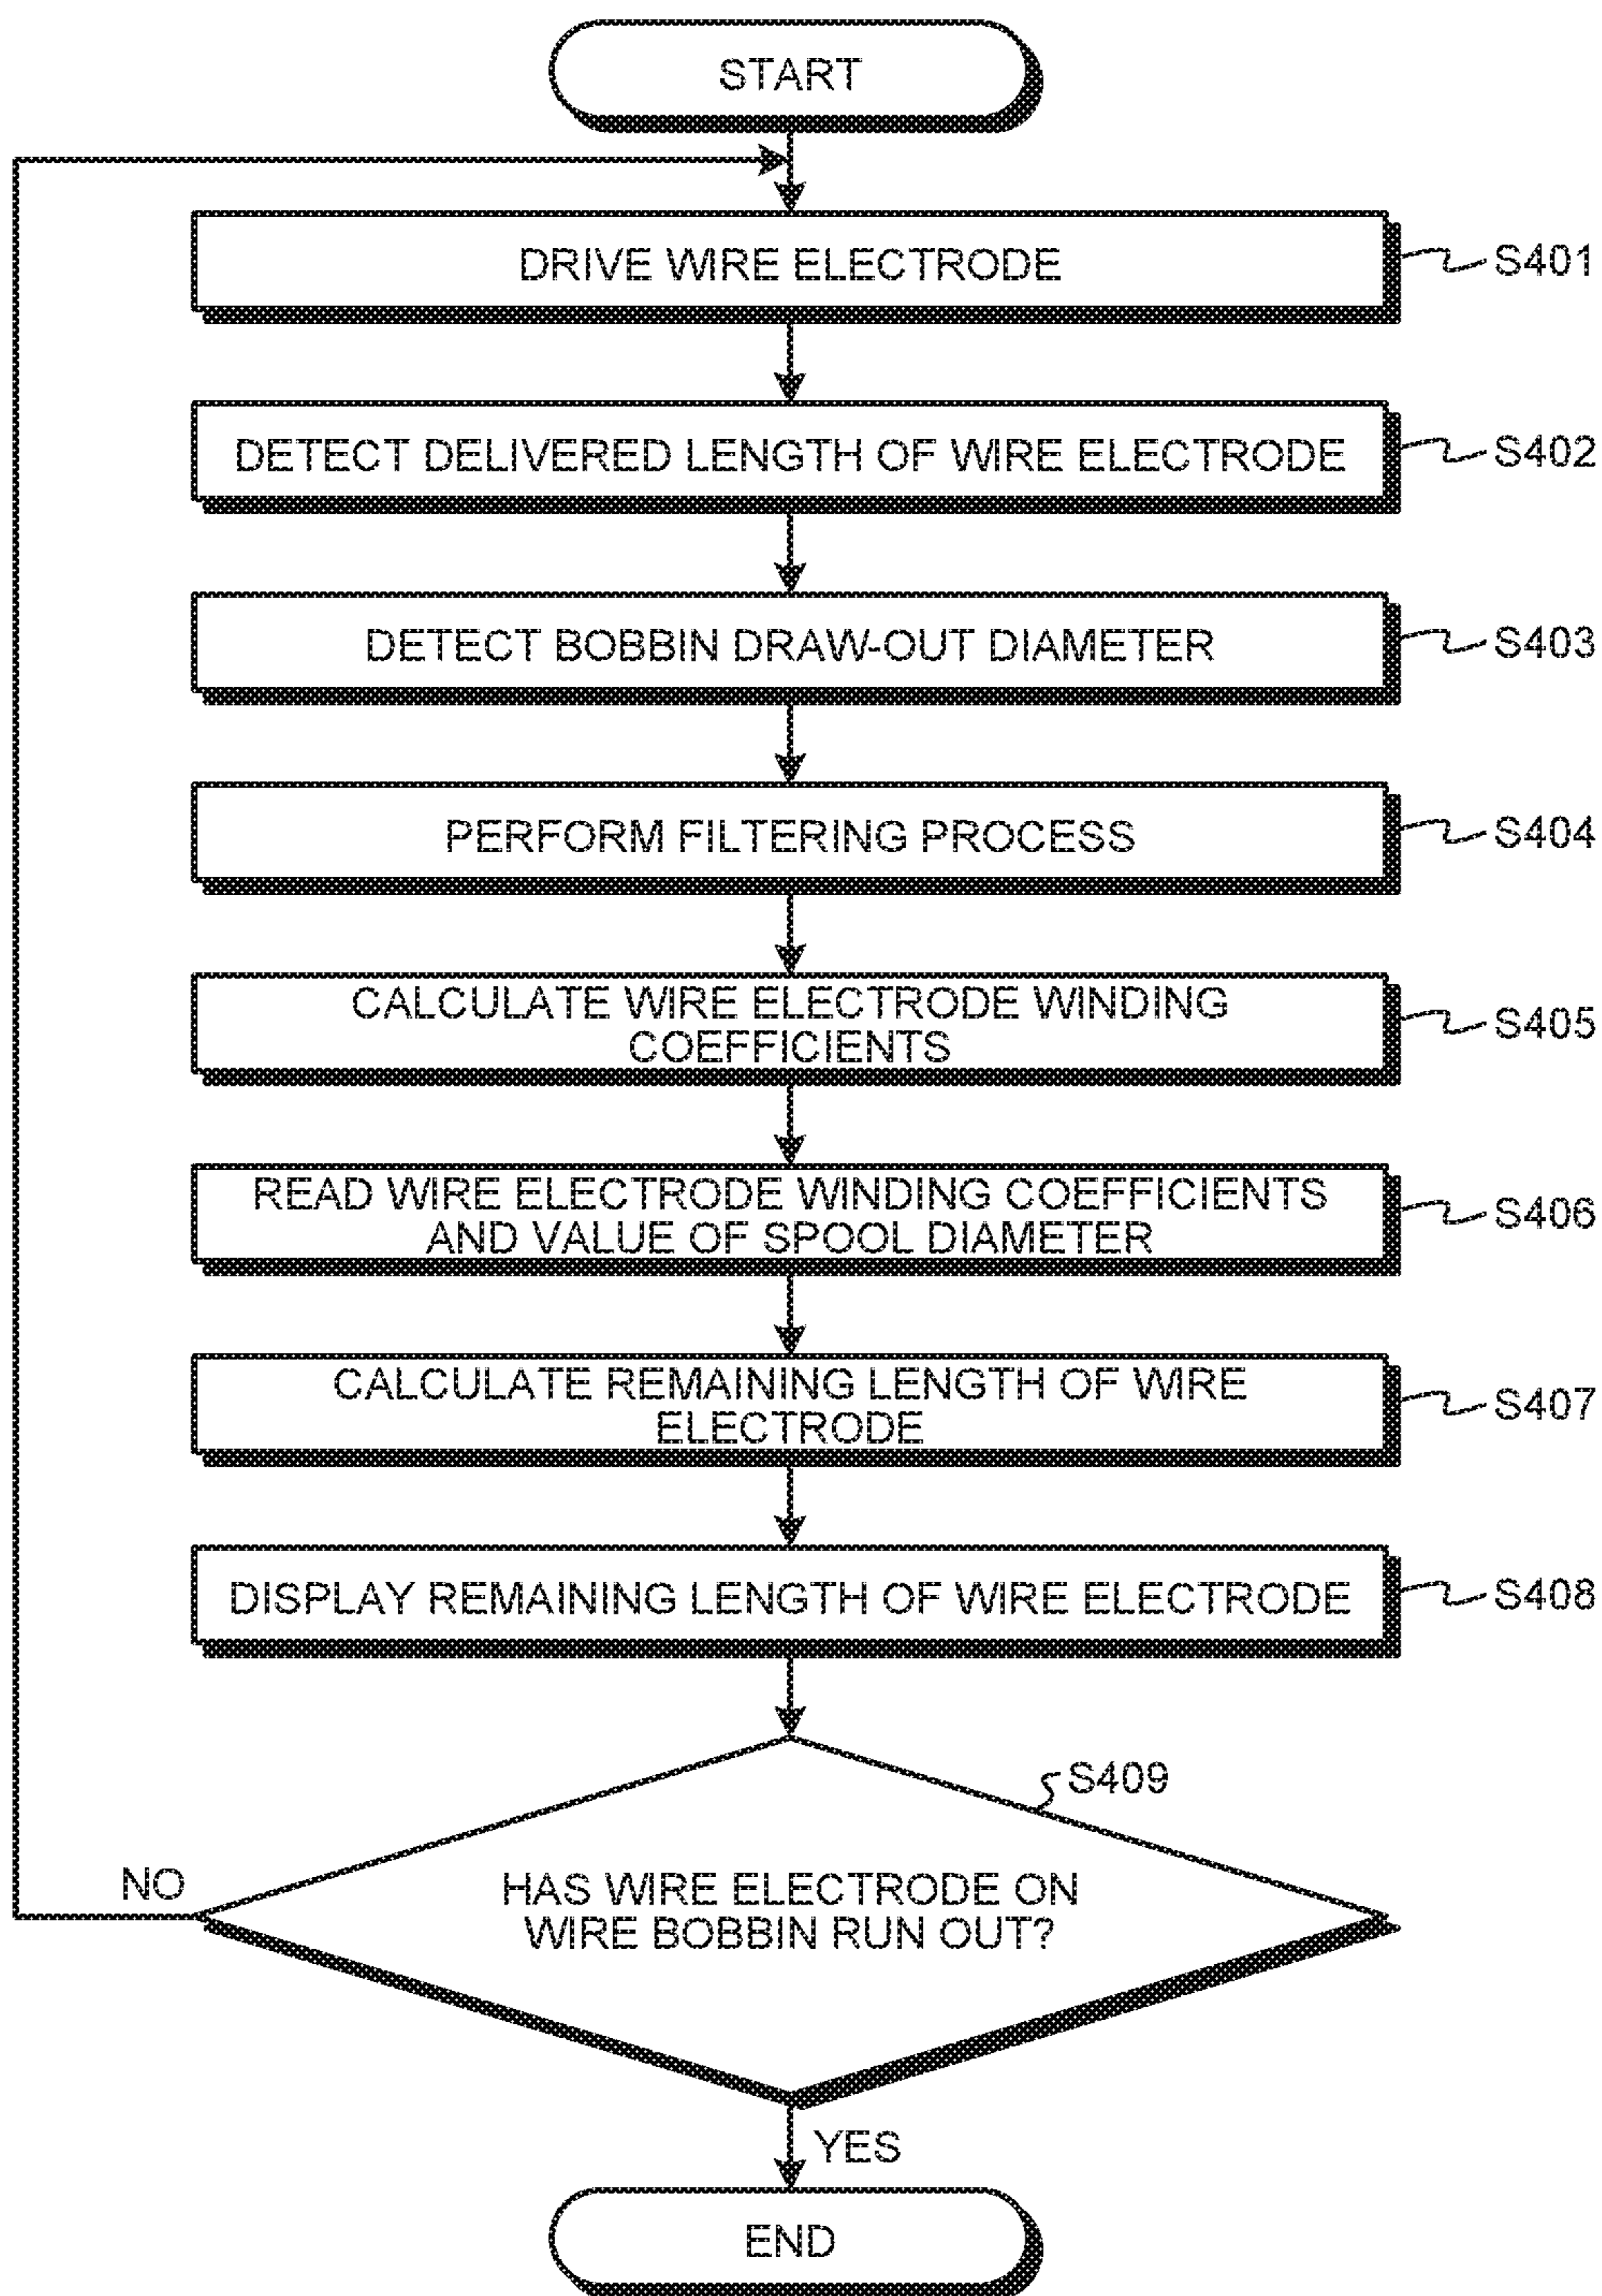 START
DRIVE WIRE ELECTRODE
S401
DETECT DELIVERED LENGTH OF WIRE ELECTRODE
S402
DETECT BOBBIN DRAW-OUT DIAMETER
S403
PERFORM FILTERING PROCESS
S404
CALCULATE WIRE ELECTRODE WINDING
COEFFICIENTS
S405
READ WIRE ELECTRODE WINDING COEFFICIENTS
AND VALUE OF SPOOL DIAMETER
S406
CALCULATE REMAINING LENGTH OF WIRE
ELECTRODE
S407
DISPLAY REMAINING LENGTH OF WIRE ELECTRODE
S408
S409
HAS WIRE ELECTRODE ON
WIRE BOBBIN RUN OUT?
NO
YES
END